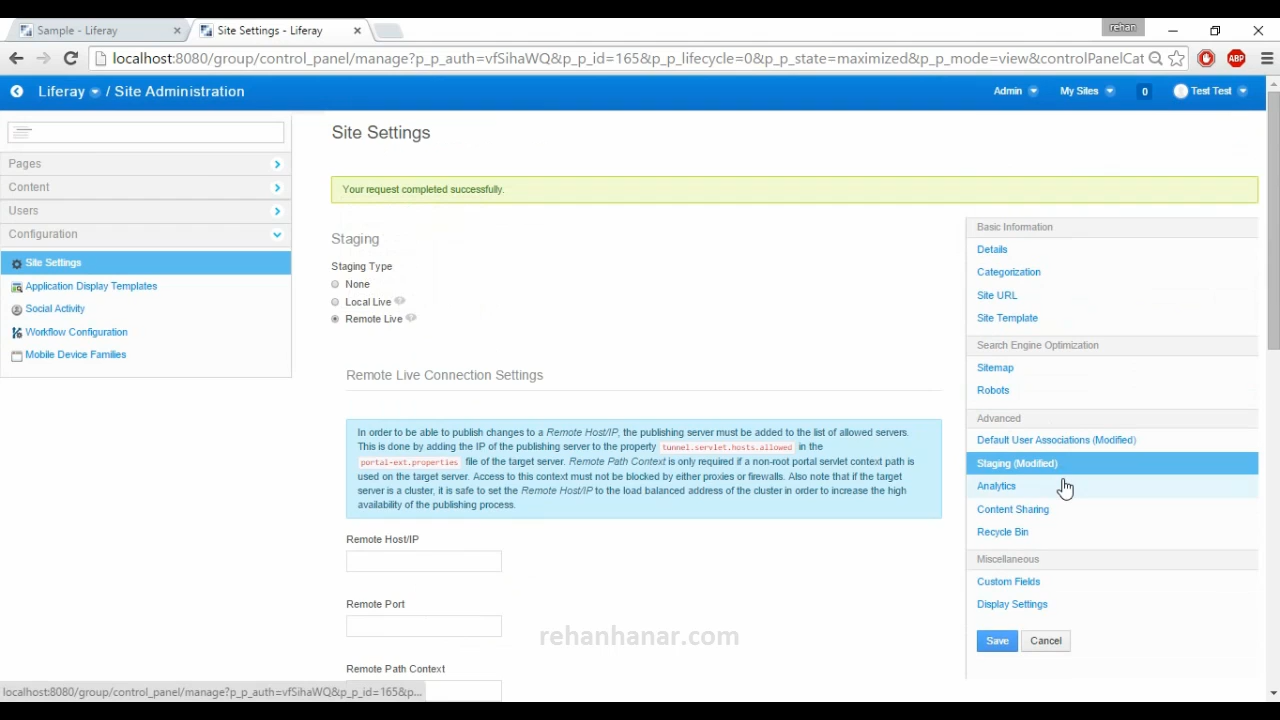 Sample - Liferay
Site Settings - Liferay
rehan
localhost:8080/group/control_panel/manage?p_p_auth=vfSihaWQ&p_p_id=165&p_p_lifecycle=0&p_p_state=maximized&p_p_mode=view&controlPanelCat
ABP
Liferay / Site Administration
Admin
My Sites
0
Test Test
Pages
Content
Users
Configuration
Site Settings
Application Display Templates
Social Activity
Workflow Configuration
Mobile Device Families
Site Settings
Your request completed successfully.
Staging
Staging Type
None
Local Live
Remote Live
Remote Live Connection Settings
In order to be able to publish changes to a Remote Host/IP, the publishing server must be added to the list of allowed servers.
This is done by adding the IP of the publishing server to the property tunnel.servlet.hosts.allowed in the
portal-ext.properties file of the target server. Remote Path Context is only required if a non-root portal servlet context path is
used on the target server. Access to this context must not be blocked by either proxies or firewalls. Also note that if the target
server is a cluster, it is safe to set the Remote Host/IP to the load balanced address of the cluster in order to increase the high
availability of the publishing process.
Remote Host/IP
Remote Port
Remote Path Context
Basic Information
Details
Categorization
Site URL
Site Template
Search Engine Optimization
Sitemap
Robots
Advanced
Default User Associations (Modified)
Staging (Modified)
Analytics
Content Sharing
Recycle Bin
Miscellaneous
Custom Fields
Display Settings
Save
Cancel
rehanhanar.com
localhost:8080/group/control_panel/manage?p_p_auth=vfSihaWQ&p_p_id=165&p...